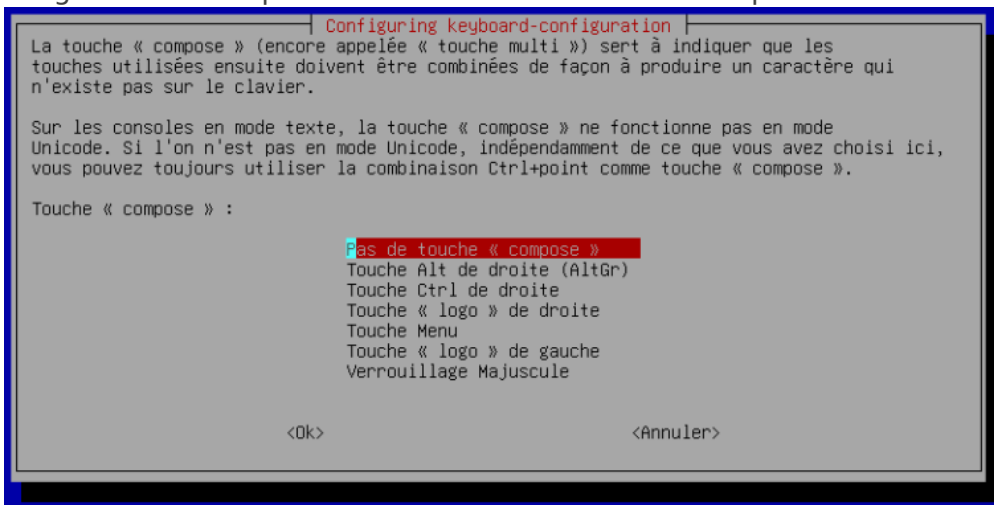 Configuring keyboard-configuration
La touche « compose » (encore appelée « touche multi ») sert à indiquer que les
touches utilisées ensuite doivent être combinées de façon à produire un caractère qui
n'existe pas sur le clavier.
Sur les consoles en mode texte, la touche « compose » ne fonctionne pas en mode
Unicode. Si l'on n'est pas en mode Unicode, indépendamment de ce que vous avez choisi ici,
vous pouvez toujours utiliser la combinaison Ctrl+point comme touche « compose ».
Touche « compose » :
Pas de touche « compose »
Touche Alt de droite (AltGr)
Touche Ctrl de droite
Touche « logo » de droite
Touche Menu
Touche « logo » de gauche
Verrouillage Majuscule
<Ok> <Annuler>